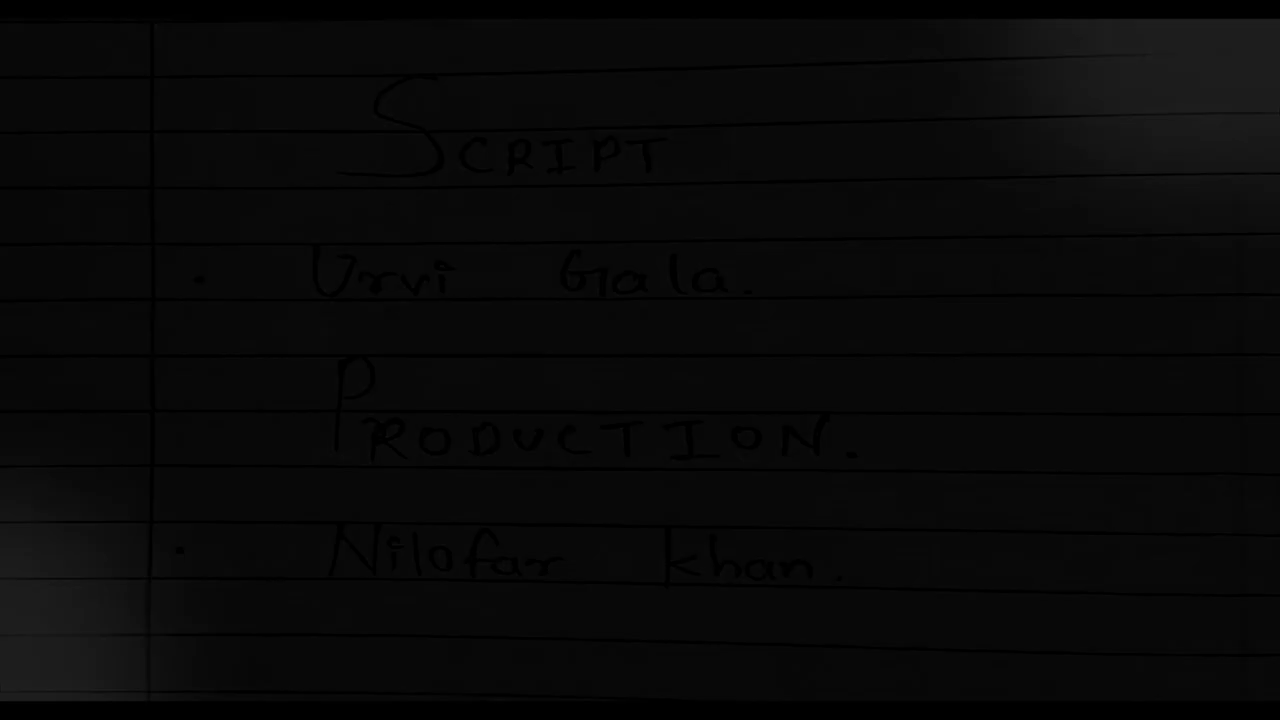 SCRIPT
• Urvi Gala.
PRODUCTION.
• Nilofar khan.